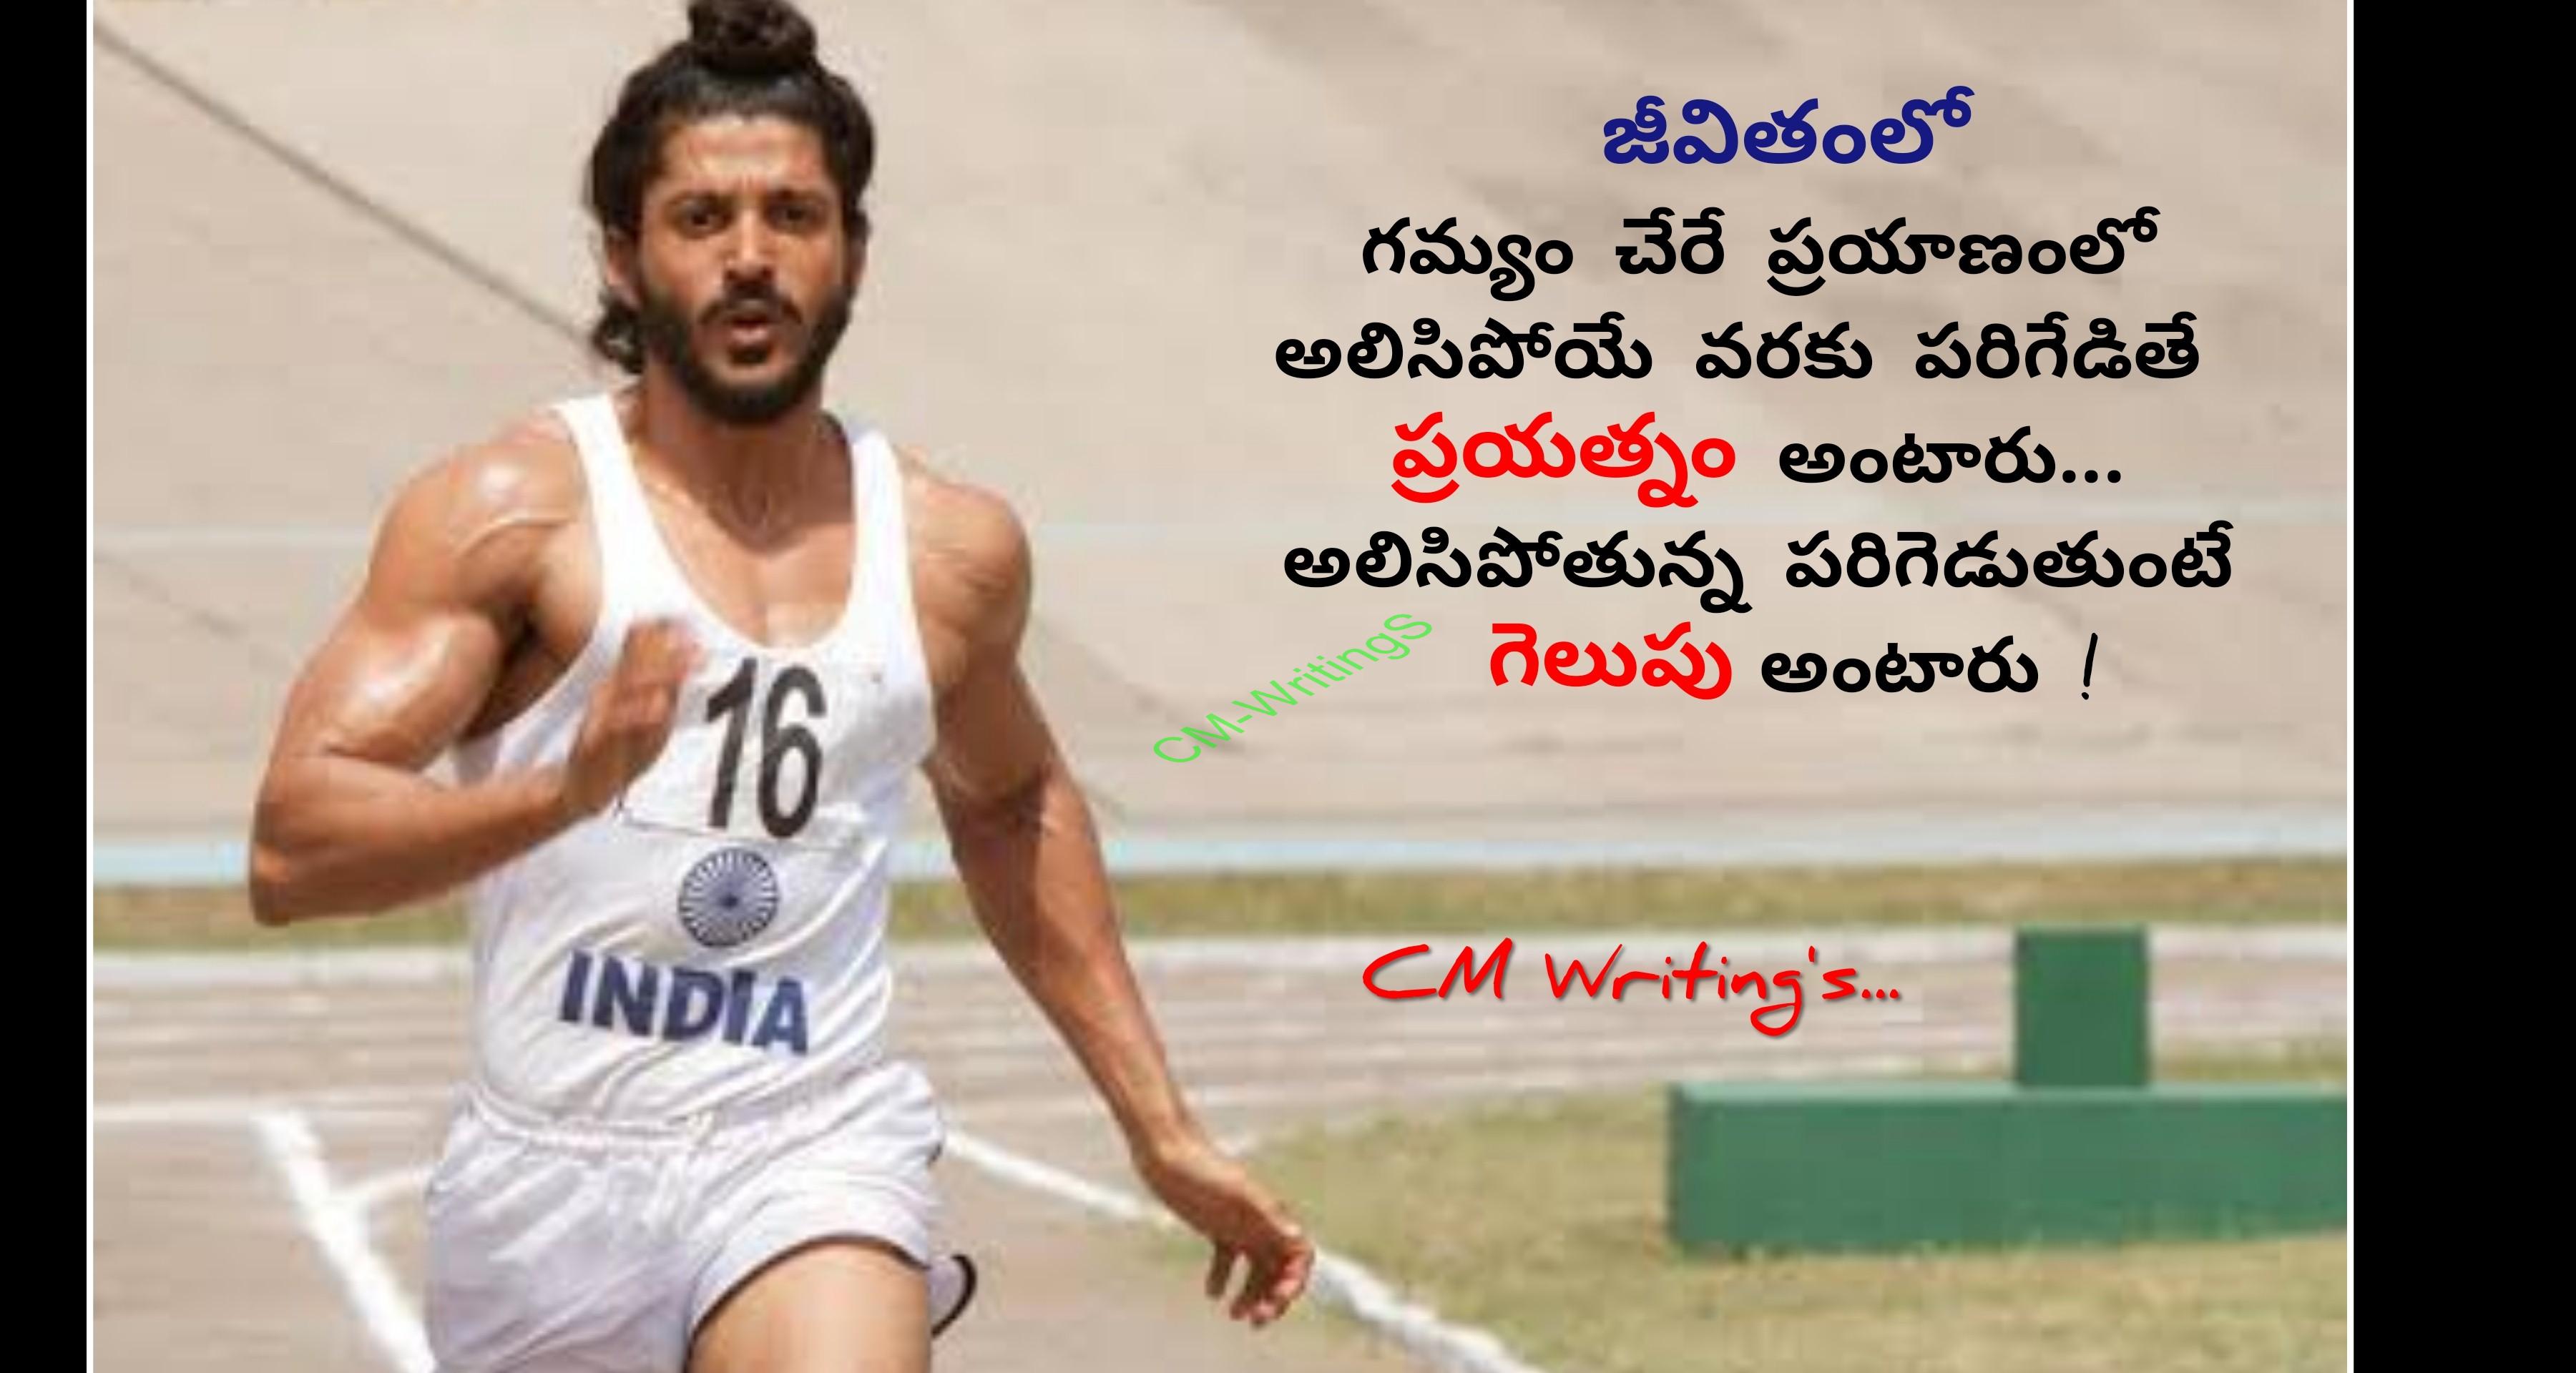 జీవితంలో
గమ్యం చేరే ప్రయాణంలో
అలిసిపోయే వరకు పరిగేడితే
ప్రయత్నం అంటారు...
అలిసిపోతున్న పరిగెడుతుంటే
గెలుపు అంటారు !
CM-WritingS
16
INDIA
CM Writing's...